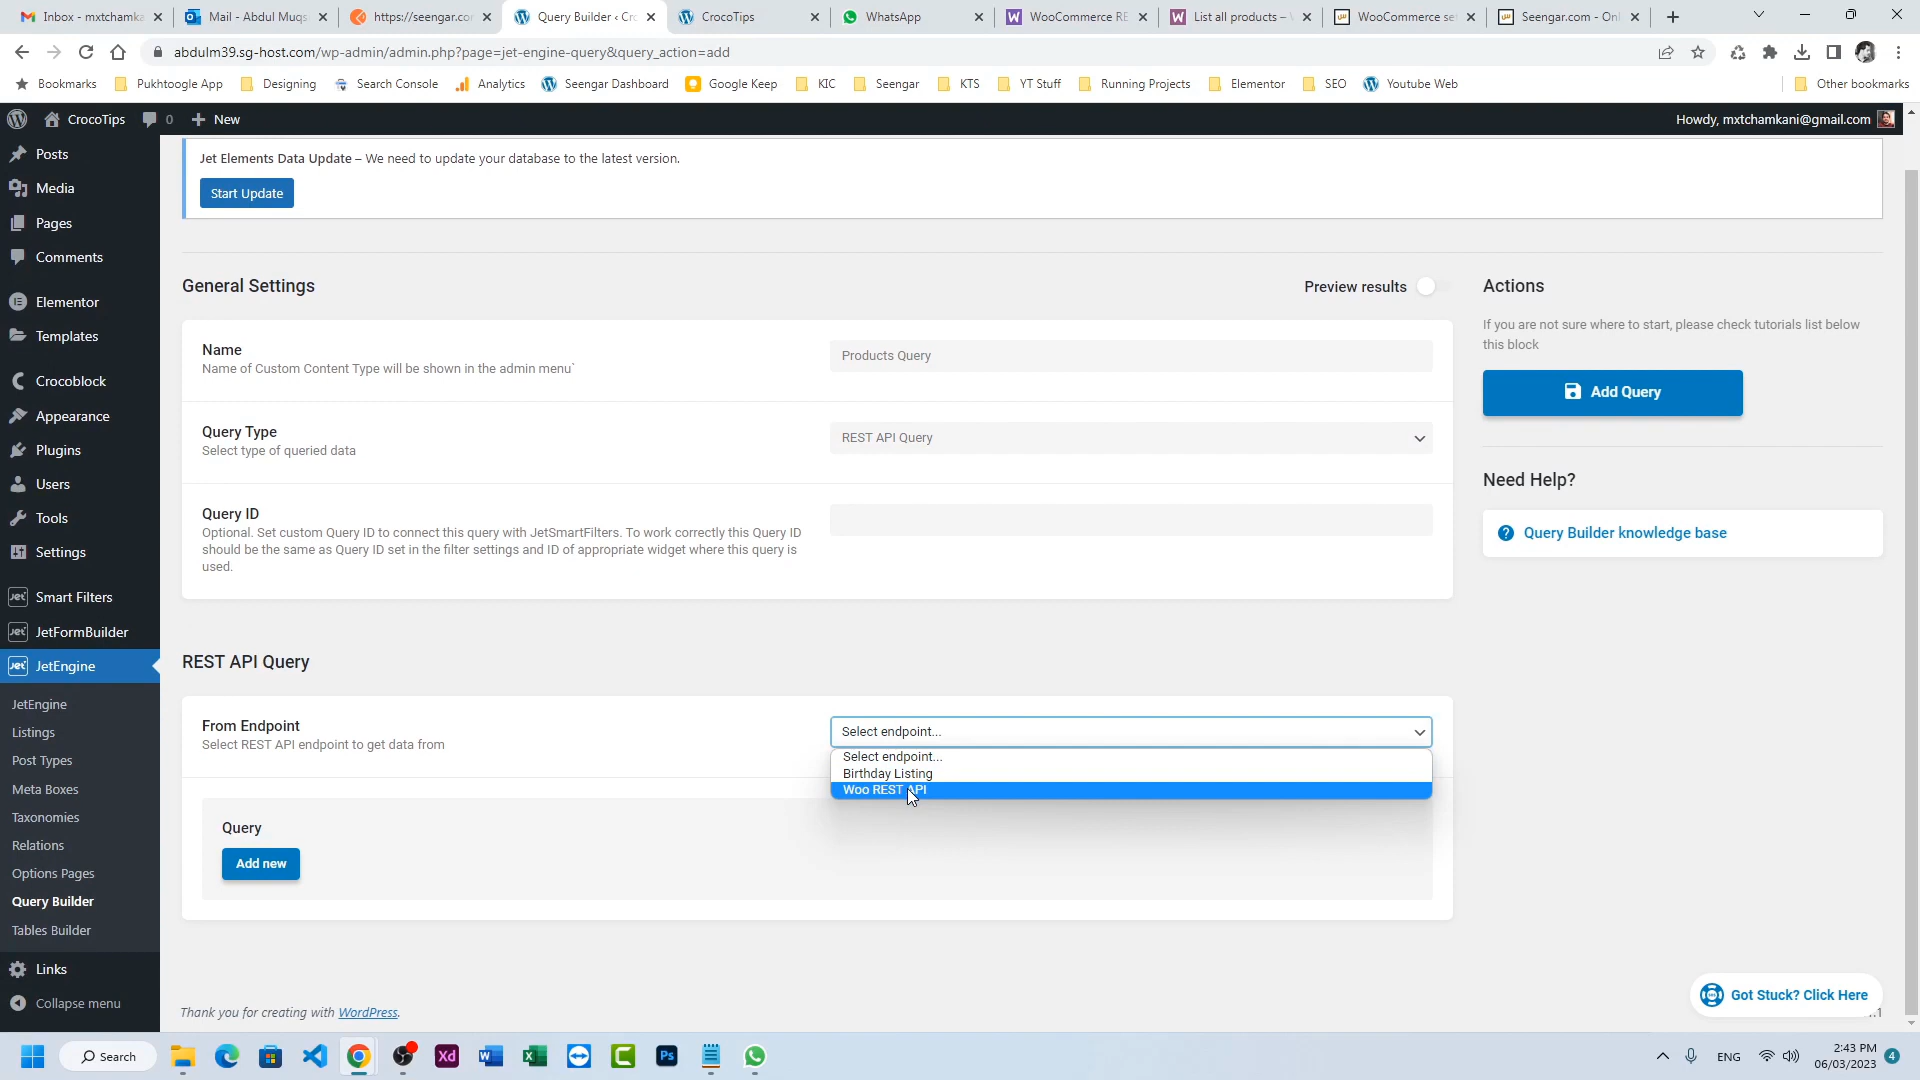 Inbox - mxtchamka
Mail - Abdul Muqs
https://seengar.co
Query Builder ‹ Cr
CrocoTips
WhatsApp
WooCommerce RE
List all products –
WooCommerce se
Seengar.com - Onl
abdulm39.sg-host.com/wp-admin/admin.php?page=jet-engine-query&query_action=add
Bookmarks
Pukhtoogle App
Designing
Search Console
Analytics
Seengar Dashboard
Google Keep
KIC
Seengar
KTS
YT Stuff
Running Projects
Elementor
SEO
Youtube Web
Other bookmarks
CrocoTips
0
New
Howdy, mxtchamkani@gmail.com
Posts
Media
Pages
Comments
Elementor
Templates
Crocoblock
Appearance
Plugins
Users
Tools
Settings
Smart Filters
JetFormBuilder
JetEngine
JetEngine
Listings
Post Types
Meta Boxes
Taxonomies
Relations
Options Pages
Query Builder
Tables Builder
Links
Collapse menu
Jet Elements Data Update – We need to update your database to the latest version.
Start Update
General Settings
Preview results
Name
Name of Custom Content Type will be shown in the admin menu`
Products Query
Query Type
Select type of queried data
REST API Query
Query ID
Optional. Set custom Query ID to connect this query with JetSmartFilters. To work correctly this Query ID
should be the same as Query ID set in the filter settings and ID of appropriate widget where this query is
used.
Actions
If you are not sure where to start, please check tutorials list below
this block
Add Query
Need Help?
Query Builder knowledge base
REST API Query
From Endpoint
Select REST API endpoint to get data from
Select endpoint...
Select endpoint...
Birthday Listing
Woo REST API
Query
Add new
Thank you for creating with WordPress.
Got Stuck? Click Here
Search
ENG
2:43 PM
06/03/2023
4